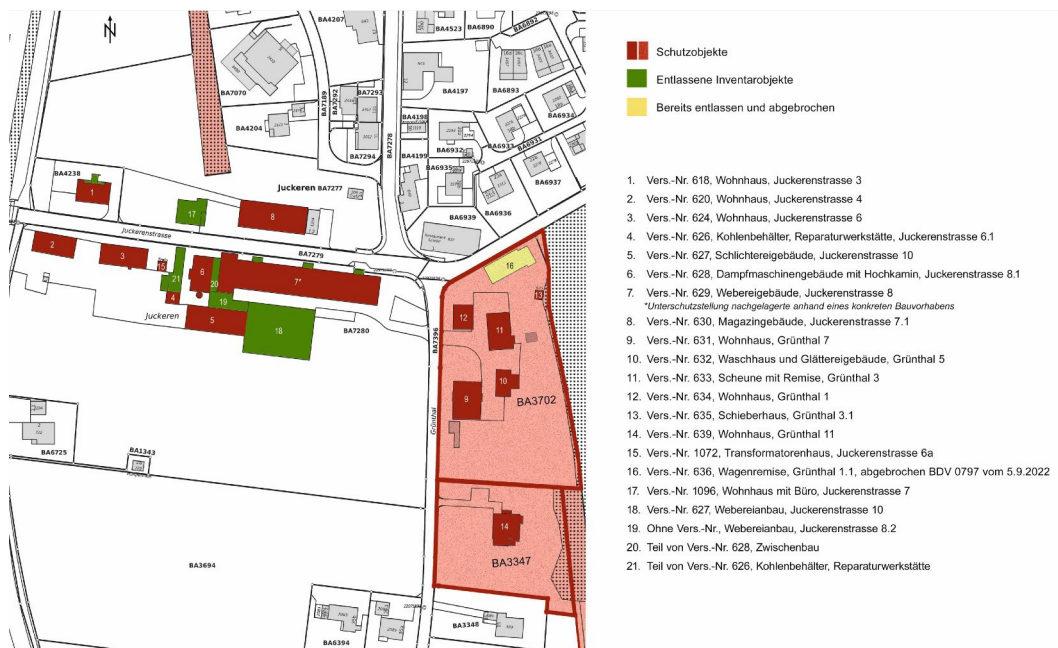 N
BA4207
BA4523
BA6890
BA6892
BA7070
BA7189
BA7292
BA7293
BA4197
BA6893
BA6934
BA4204
BA7294
BA7278
BA4198
BA4199
BA6932
BA6933
BA6931
BA6935
BA6937
BA4238
Juckeren BA7277
BA6939
BA6936
1
17
8
Juckerenstrasse
BA7279
2
3
15
21
6
20
7*
16
4
19
5
18
Juckeren
BA7280
BA7396
12
11
13
10
9
BA3702
Grünthal
BA6725
BA1343
14
BA3347
BA3694
BA6394
BA3348
Schutzobjekte
Entlassene Inventarobjekte
Bereits entlassen und abgebrochen
1. Vers.-Nr. 618, Wohnhaus, Juckerenstrasse 3
2. Vers.-Nr. 620, Wohnhaus, Juckerenstrasse 4
3. Vers.-Nr. 624, Wohnhaus, Juckerenstrasse 6
4. Vers.-Nr. 626, Kohlenbehälter, Reparaturwerkstätte, Juckerenstrasse 6.1
5. Vers.-Nr. 627, Schlichtereigebäude, Juckerenstrasse 10
6. Vers.-Nr. 628, Dampfmaschinengebäude mit Hochkamin, Juckerenstrasse 8.1
7. Vers.-Nr. 629, Webereigebäude, Juckerenstrasse 8
*Unterschutzstellung nachgelagerte anhand eines konkreten Bauvorhabens
8. Vers.-Nr. 630, Magazingebäude, Juckerenstrasse 7.1
9. Vers.-Nr. 631, Wohnhaus, Grünthal 7
10. Vers.-Nr. 632, Waschhaus und Glättereigebäude, Grünthal 5
11. Vers.-Nr. 633, Scheune mit Remise, Grünthal 3
12. Vers.-Nr. 634, Wohnhaus, Grünthal 1
13. Vers.-Nr. 635, Schieberhaus, Grünthal 3.1
14. Vers.-Nr. 639, Wohnhaus, Grünthal 11
15. Vers.-Nr. 1072, Transformatorenhaus, Juckerenstrasse 6a
16. Vers.-Nr. 636, Wagenremise, Grünthal 1.1, abgebrochen BDV 0797 vom 5.9.2022
17. Vers.-Nr. 1096, Wohnhaus mit Büro, Juckerenstrasse 7
18. Vers.-Nr. 627, Webereianbau, Juckerenstrasse 10
19. Ohne Vers.-Nr., Webereianbau, Juckerenstrasse 8.2
20. Teil von Vers.-Nr. 628, Zwischenbau
21. Teil von Vers.-Nr. 626, Kohlenbehälter, Reparaturwerkstätte